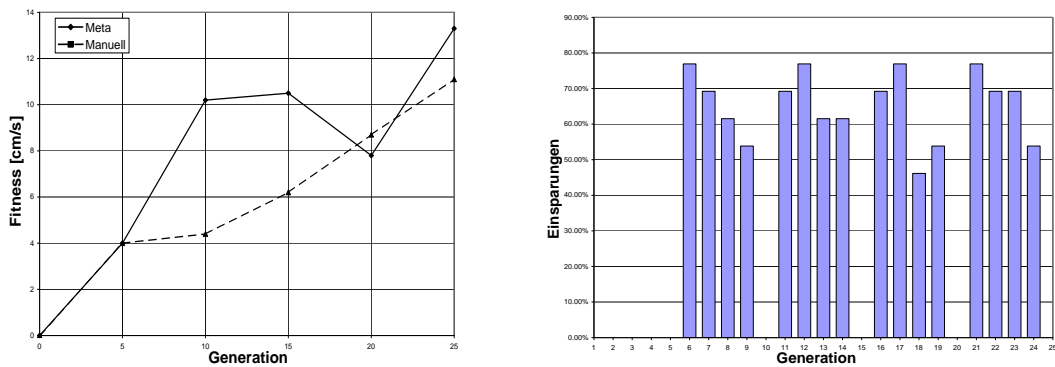 14
12
10
8
6
4
2
0
Fitness [cm/s]
Meta
Manuell
0 5 10 15 20 25
Generation
90.00%
80.00%
70.00%
60.00%
50.00%
40.00%
30.00%
20.00%
10.00%
0.00%
Einsparungen
1 2 3 4 5 6 7 8 9 10 11 12 13 14 15 16 17 18 19 20 21 22 23 24 25
Generation